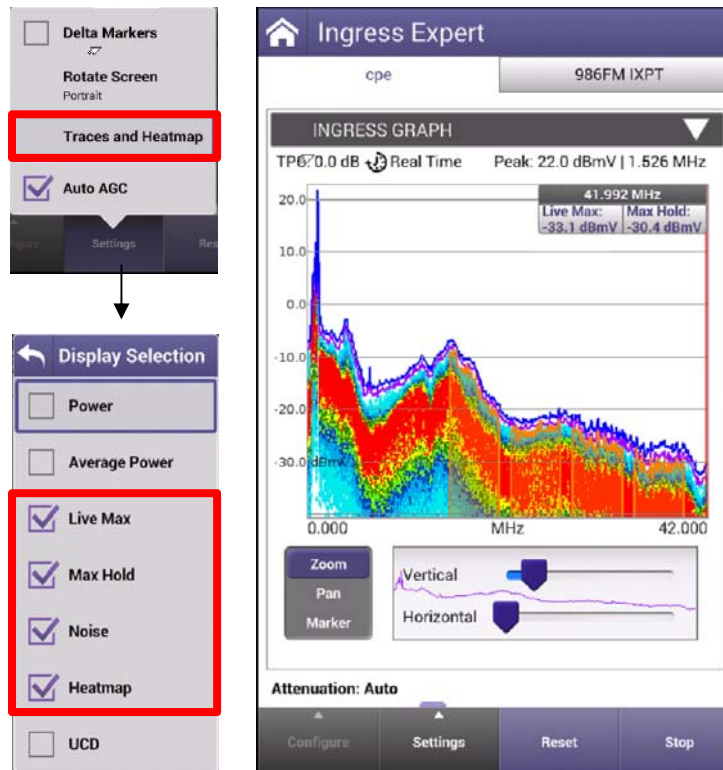 Delta Markers
Rotate Screen
Portrait
Traces and Heatmap
Auto AGC
Settings
Display Selection
Power
Average Power
Live Max
Max Hold
Noise
Heatmap
UCD
Ingress Expert
cpe
986FM IXPT
INGRESS GRAPH
0.0 dB Real Time Peak: 22.0 dBmV | 1.526 MHz
41.992 MHz
Live Max: Max Hold:
-33.1 dBmV -30.4 dBmV
20.0
10.0
0.0
-10.0
-20.0
-30.0 dBmV
0.000 MHz 42.000
Zoom
Pan
Marker
Vertical
Horizontal
Attenuation: Auto
Configure Settings Reset Stop